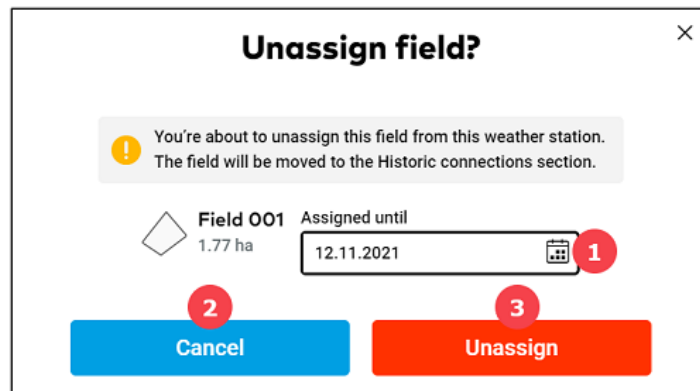 Unassign field?
You're about to unassign this field from this weather station.
The field will be moved to the Historic connections section.
Field 001
1.77 ha
Assigned until
12.11.2021
1
2
3
Cancel
Unassign